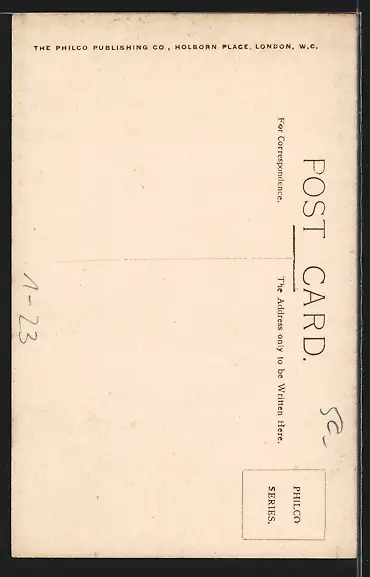 THE PHILCO PUBLISHING CO., HOLBORN PLACE, LONDON, W.C.
POST CARD.
For Correspondence.
The Address only to be Written Here.
PHILCO
SERIES.
1-23